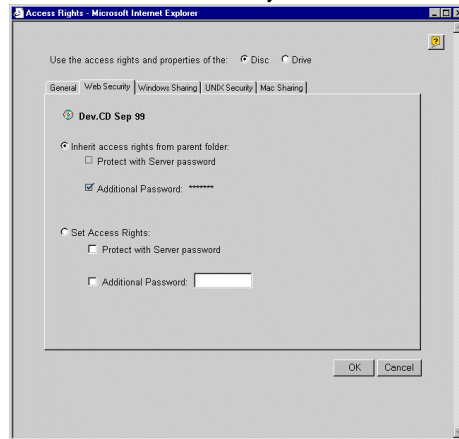 Access Rights - Microsoft Internet Explorer
?
Use the access rights and properties of the: Disc Drive
General Web Security Windows Sharing UNIX Security Mac Sharing
Dev.CD Sep 99
Inherit access rights from parent folder:
Protect with Server password
Additional Password: *******
Set Access Rights:
Protect with Server password
Additional Password:
OK Cancel